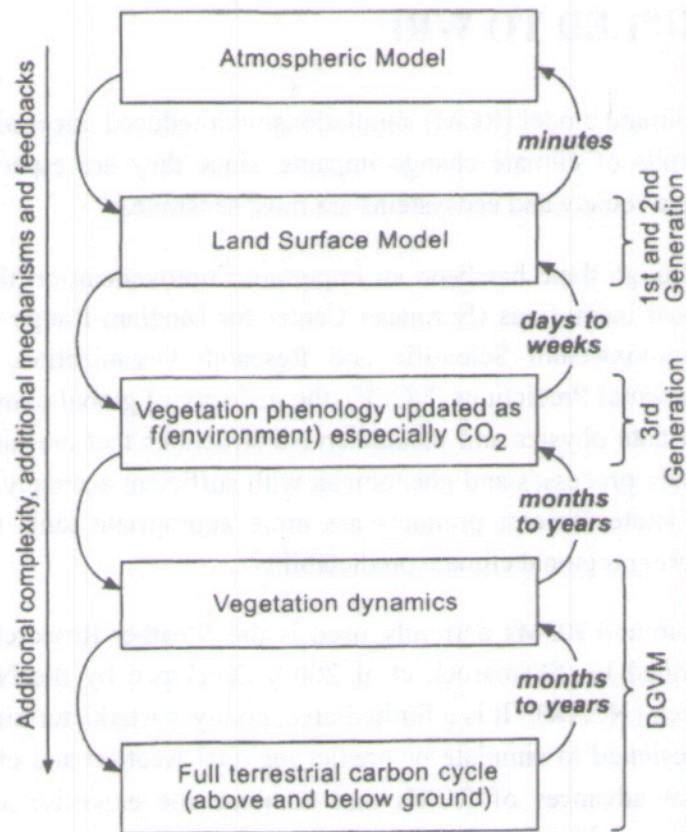 Atmospheric Model
minutes
Land Surface Model
days to
weeks
Vegetation phenology updated as
f(environment) especially CO₂
months
to years
Vegetation dynamics
months
to years
Full terrestrial carbon cycle
(above and below ground)
Additional complexity, additional mechanisms and feedbacks
1st and 2nd
Generation
3rd
Generation
DGVM